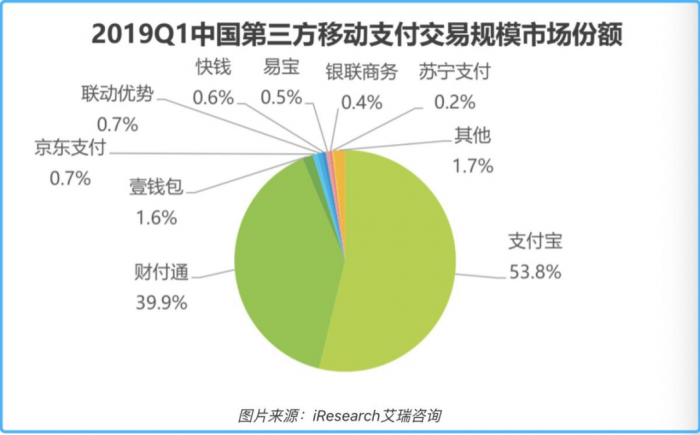 2019Q1中国第三方移动支付交易规模市场份额
快钱
0.6%
易宝
0.5%
银联商务
0.4%
苏宁支付
0.2%
联动优势
0.7%
其他
1.7%
京东支付
0.7%
壹钱包
1.6%
支付宝
53.8%
财付通
39.9%
图片来源：iResearch艾瑞咨询